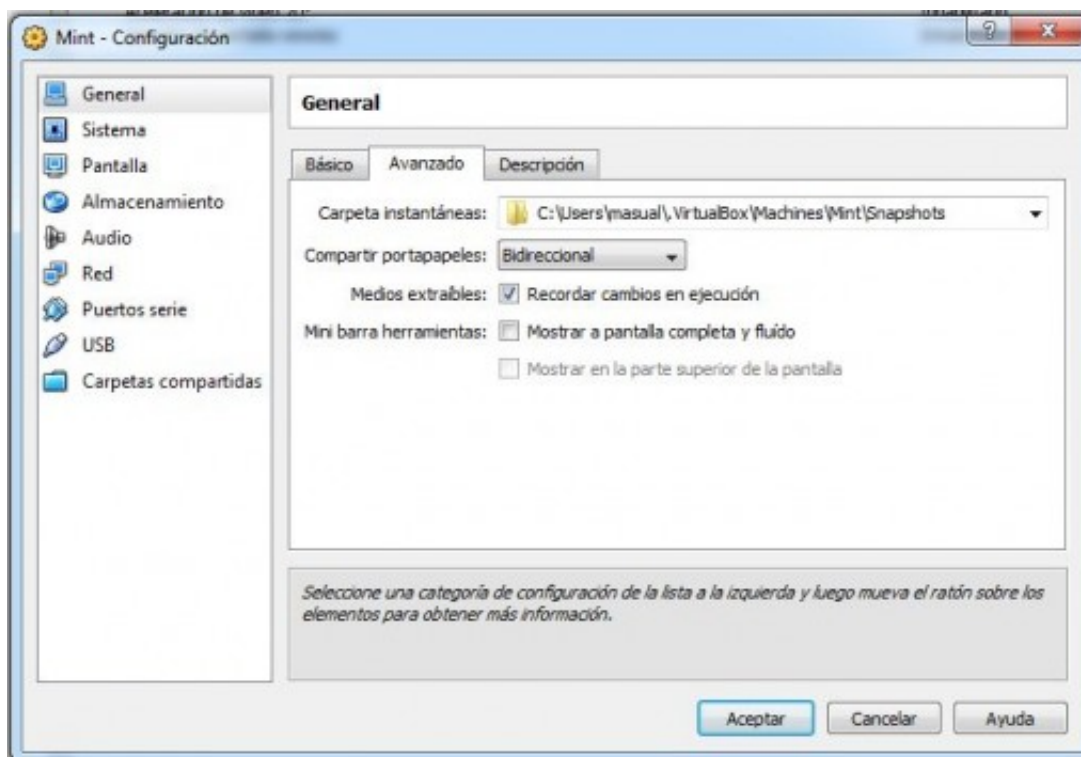 Mint - Configuración
General
Sistema
Pantalla
Almacenamiento
Audio
Red
Puertos serie
USB
Carpetas compartidas
General
Básico Avanzado Descripción
Carpeta instantáneas: C:\Users\masual\.VirtualBox\Machines\Mint\Snapshots
Compartir portapapeles: Bidireccional
Medios extraíbles: Recordar cambios en ejecución
Mini barra herramientas: Mostrar a pantalla completa y fluído
Mostrar en la parte superior de la pantalla
Seleccione una categoría de configuración de la lista a la izquierda y luego mueva el ratón sobre los
elementos para obtener más información.
Aceptar Cancelar Ayuda